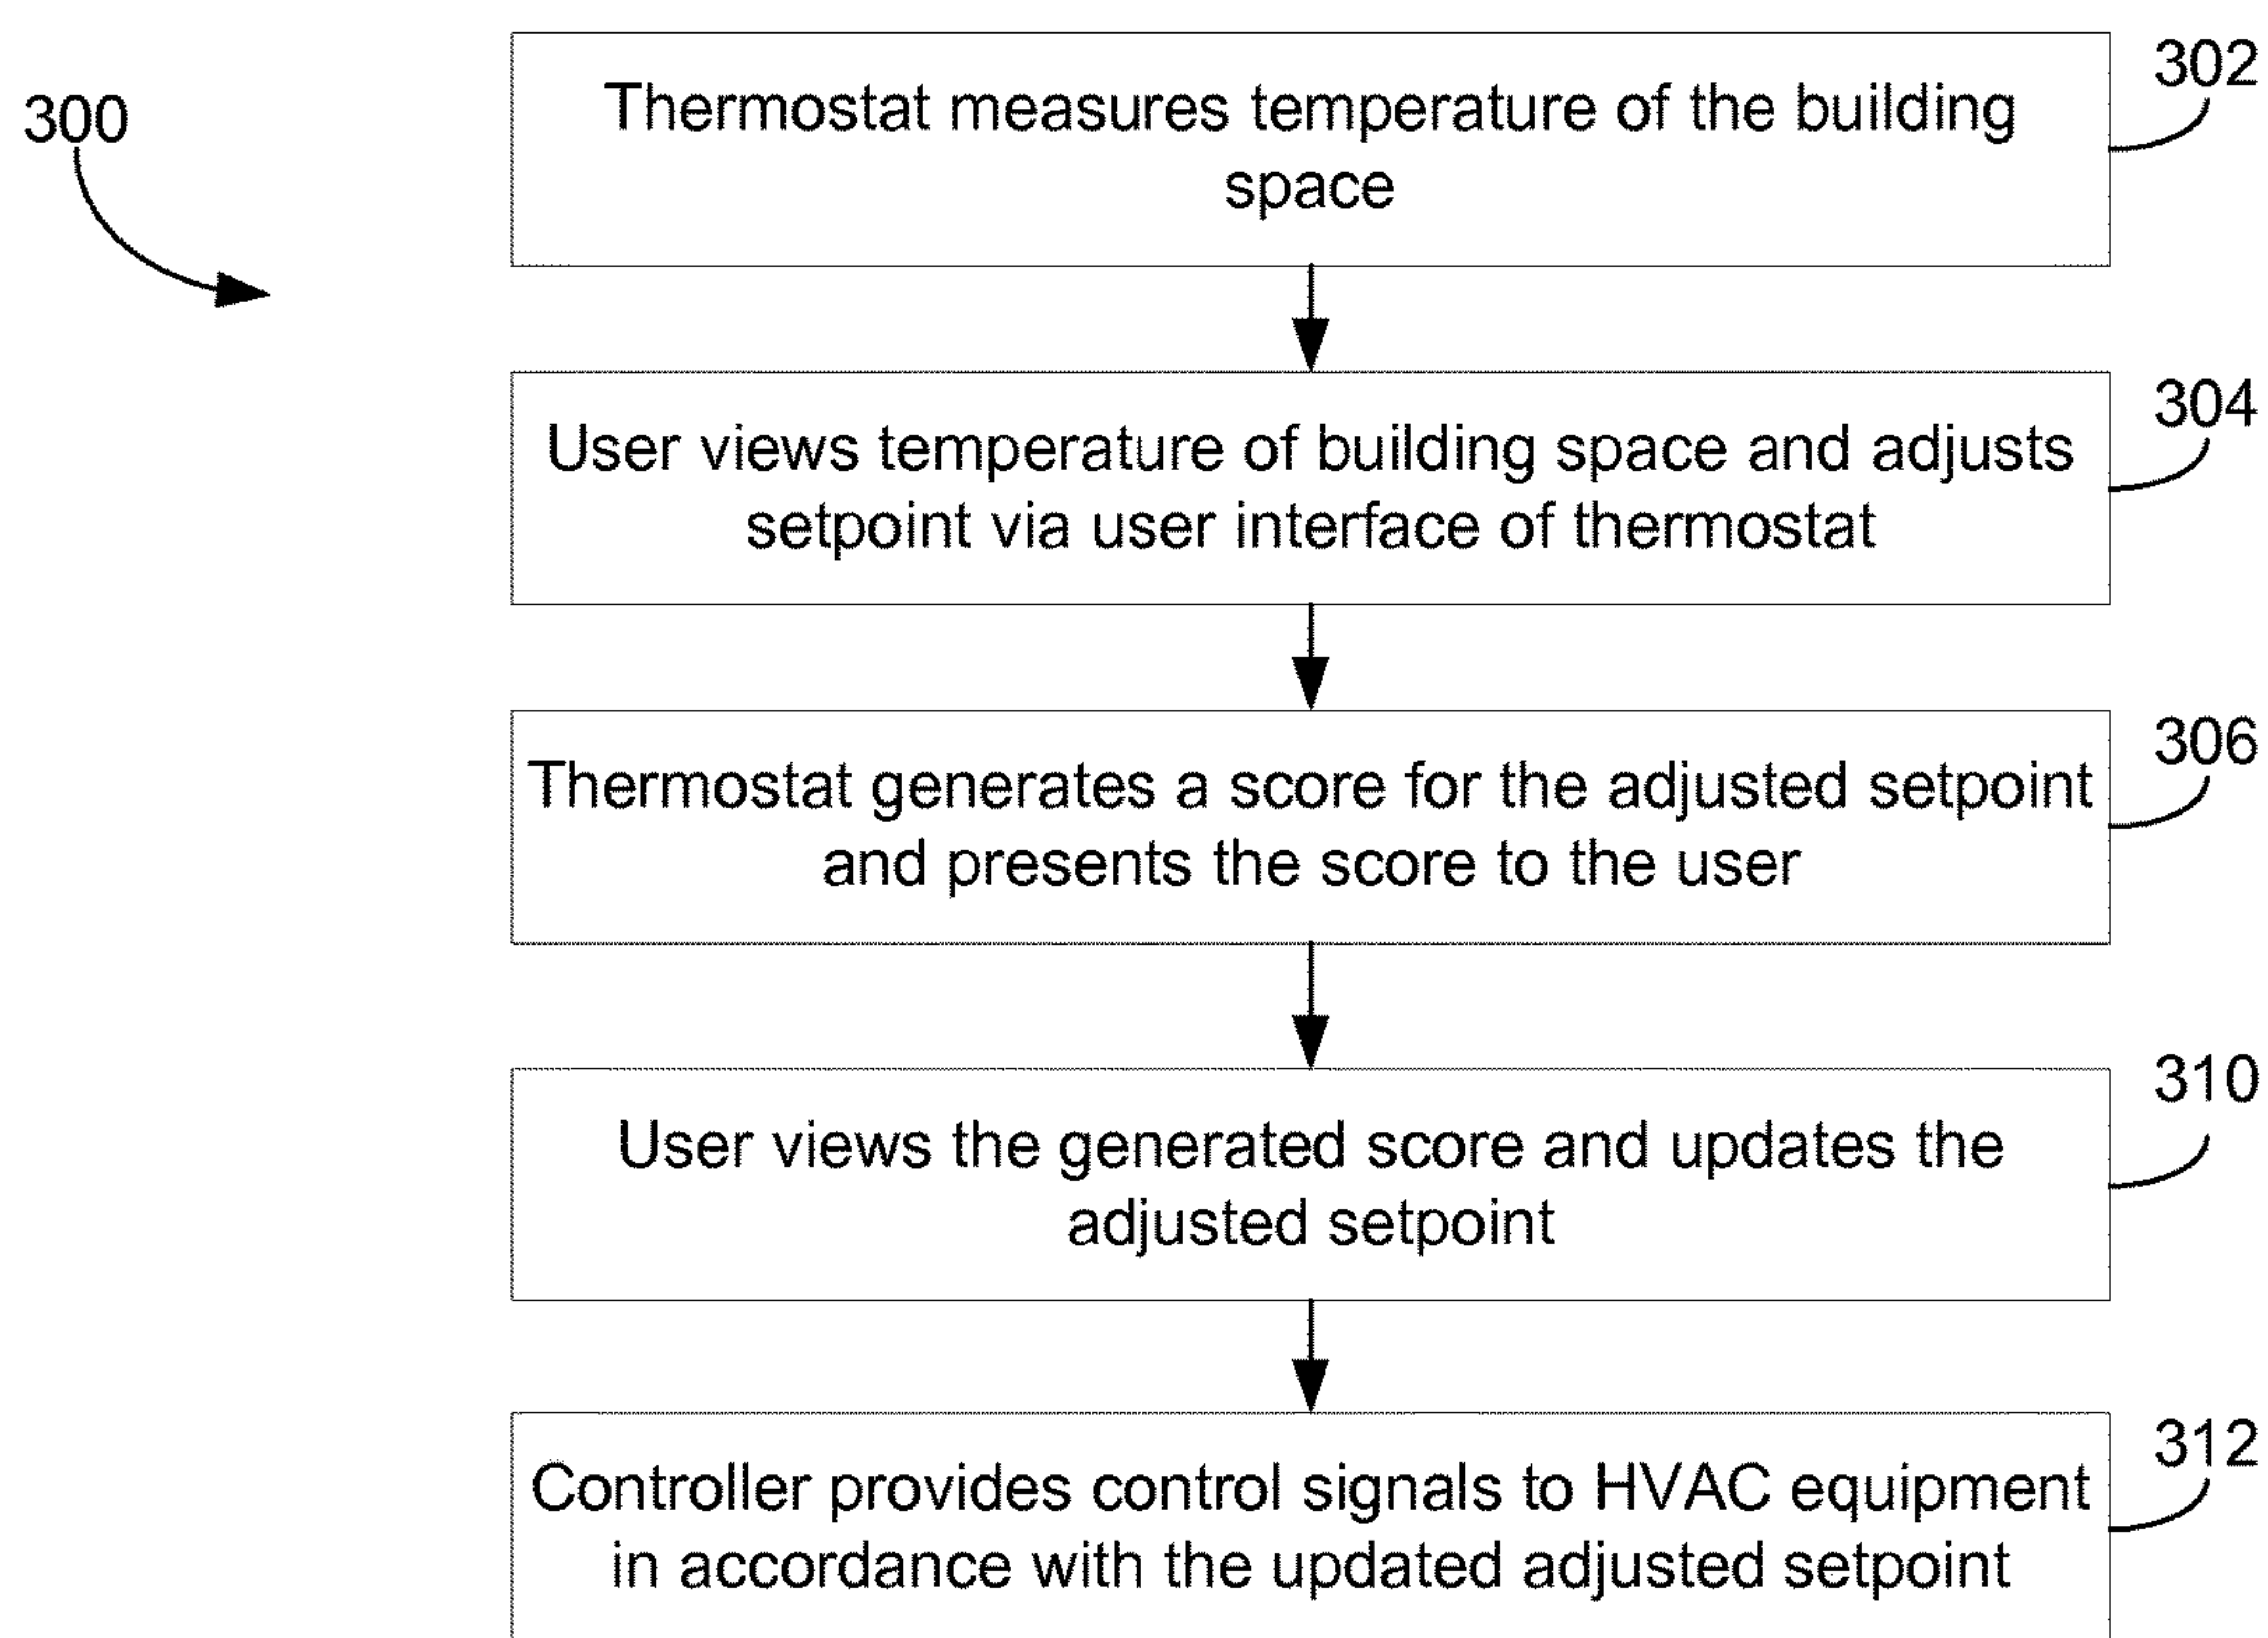 300
302
Thermostat measures temperature of the building
space
304
User views temperature of building space and adjusts
setpoint via user interface of thermostat
306
Thermostat generates a score for the adjusted setpoint
and presents the score to the user
310
User views the generated score and updates the
adjusted setpoint
312
Controller provides control signals to HVAC equipment
in accordance with the updated adjusted setpoint